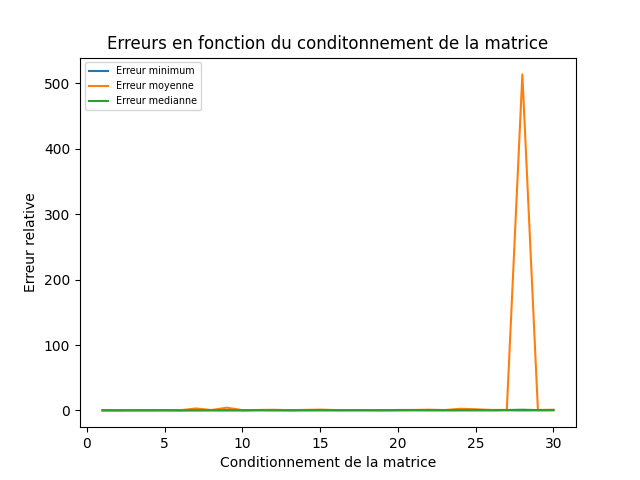 Erreurs en fonction du conditonnement de la matrice
Erreur minimum
Erreur moyenne
Erreur medianne
Erreur relative
500
400
300
200
100
0
0 5 10 15 20 25 30
Conditionnement de la matrice